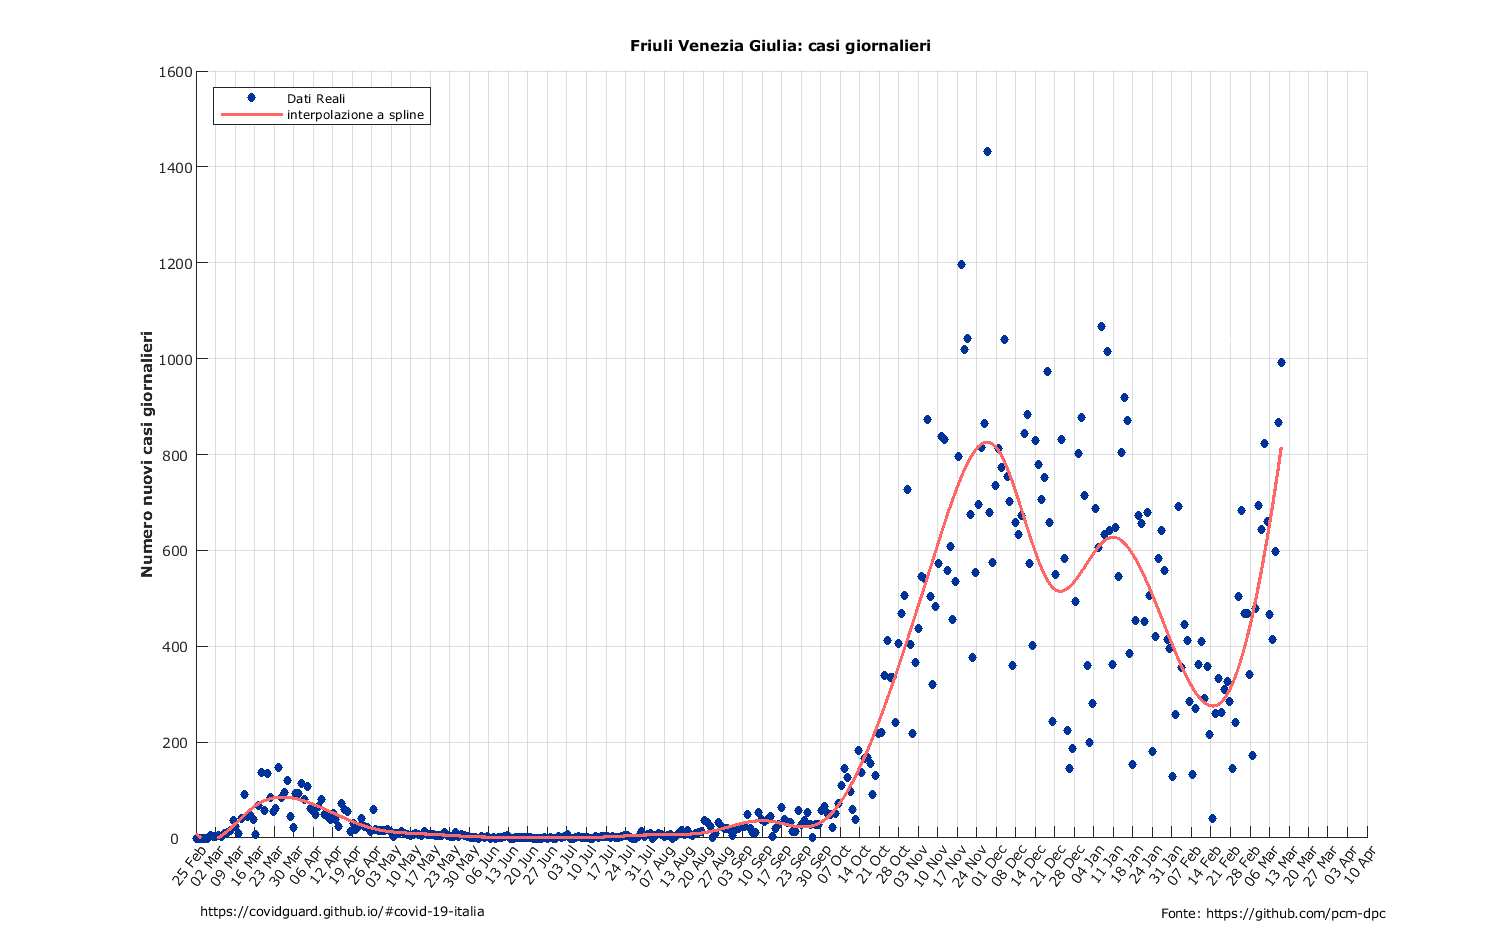 Friuli Venezia Giulia: casi giornalieri
Dati Reali
interpolazione a spline
Numero nuovi casi giornalieri
1600
1400
1200
1000
800
600
400
200
0
25 Feb
02 Mar
09 Mar
16 Mar
23 Mar
30 Mar
06 Apr
12 Apr
19 Apr
26 Apr
03 May
10 May
17 May
23 May
30 May
06 Jun
13 Jun
20 Jun
27 Jun
03 Jul
10 Jul
17 Jul
24 Jul
31 Jul
07 Aug
13 Aug
20 Aug
27 Aug
03 Sep
10 Sep
17 Sep
23 Sep
30 Sep
07 Oct
14 Oct
21 Oct
28 Nov
03 Nov
10 Nov
17 Nov
24 Dec
01 Dec
08 Dec
14 Dec
21 Dec
28 Jan
04 Jan
11 Jan
18 Jan
24 Jan
31 Feb
07 Feb
14 Feb
21 Feb
28 Mar
06 Mar
13 Mar
20 Mar
27 Apr
03 Apr
10 Apr
https://covidguard.github.io/#covid-19-italia
Fonte: https://github.com/pcm-dpc